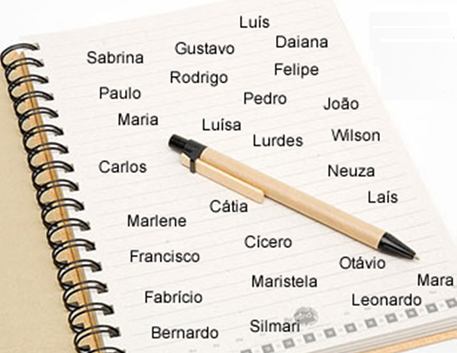 Luís
Gustavo
Daiana
Sabrina
Felipe
Rodrigo
Paulo
Pedro
João
Maria
Luísa
Wilson
Lurdes
Carlos
Neuza
Laís
Cátia
Marlene
Cícero
Francisco
Otávio
Maristela
Mara
Fabrício
Leonardo
Silmari
Bernardo